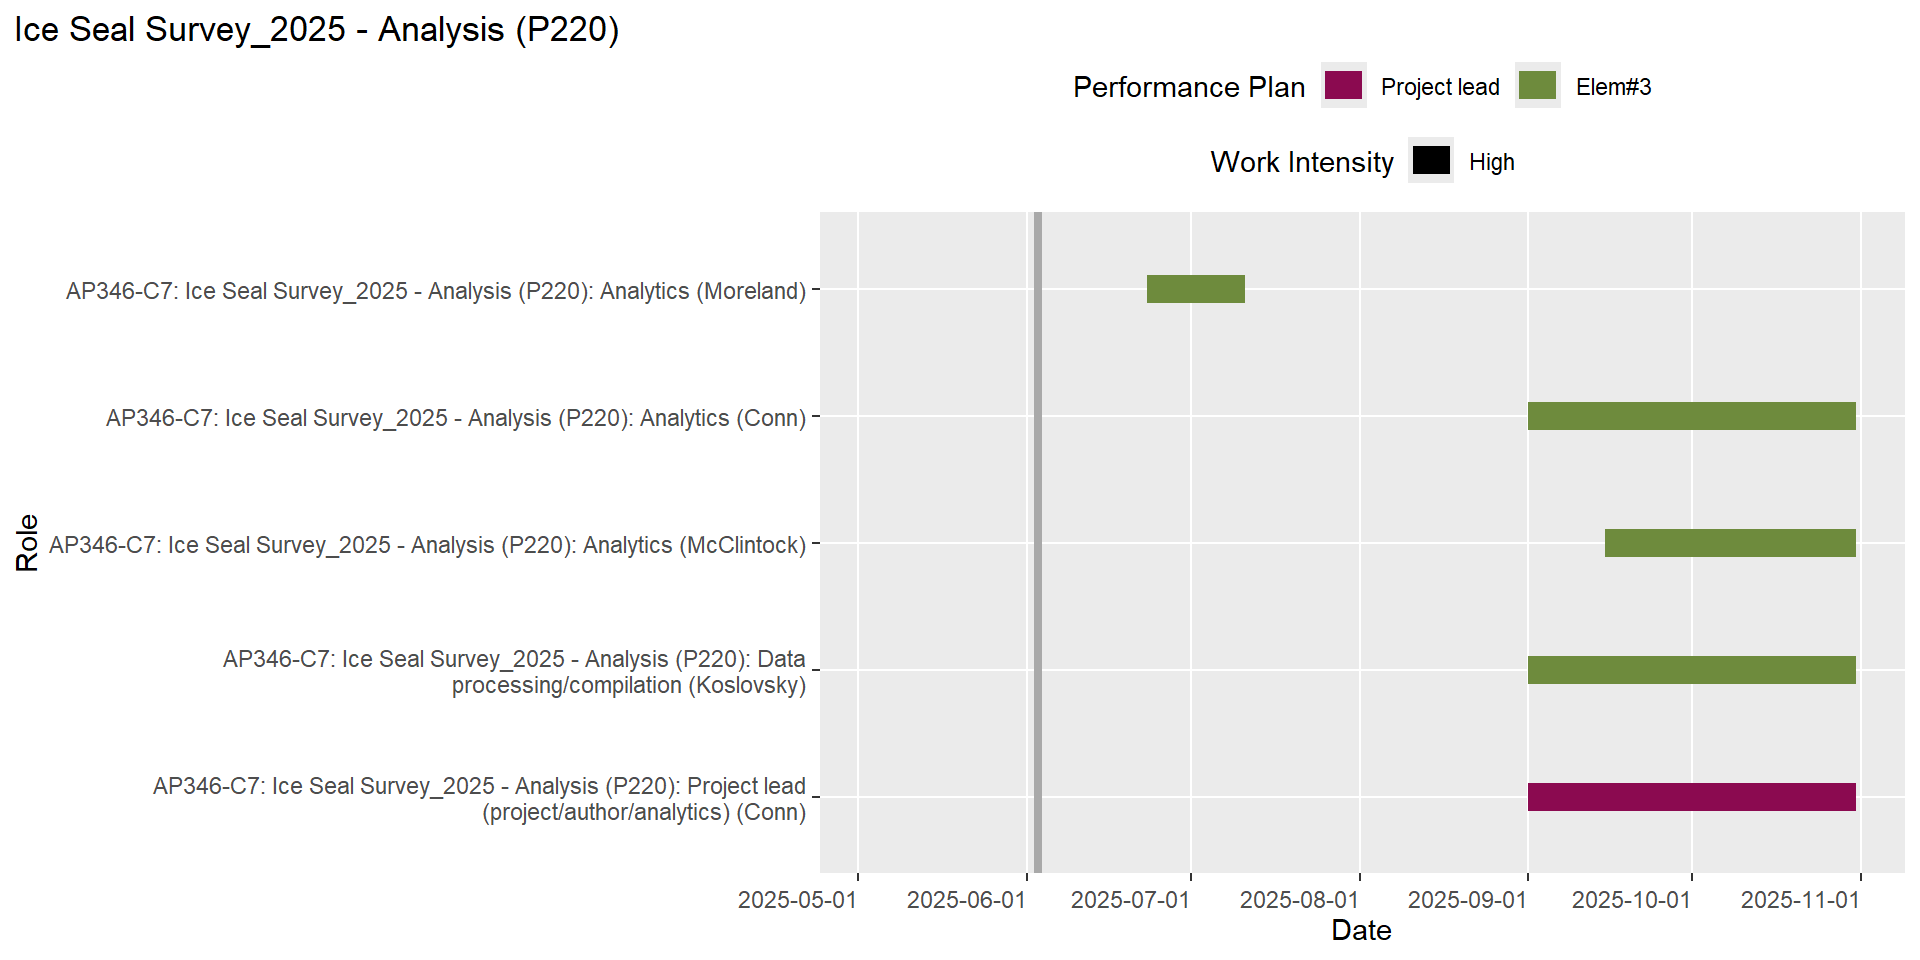 Ice Seal Survey_2025 - Analysis (P220)
Performance Plan Project lead Elem#3
Work Intensity High
AP346-C7: Ice Seal Survey_2025 - Analysis (P220): Analytics (Moreland)
AP346-C7: Ice Seal Survey_2025 - Analysis (P220): Analytics (Conn)
Role
AP346-C7: Ice Seal Survey_2025 - Analysis (P220): Analytics (McClintock)
AP346-C7: Ice Seal Survey_2025 - Analysis (P220): Data
processing/compilation (Koslovsky)
AP346-C7: Ice Seal Survey_2025 - Analysis (P220): Project lead
(project/author/analytics) (Conn)
2025-05-01 2025-06-01 2025-07-01 2025-08-01 2025-09-01 2025-10-01 2025-11-01
Date